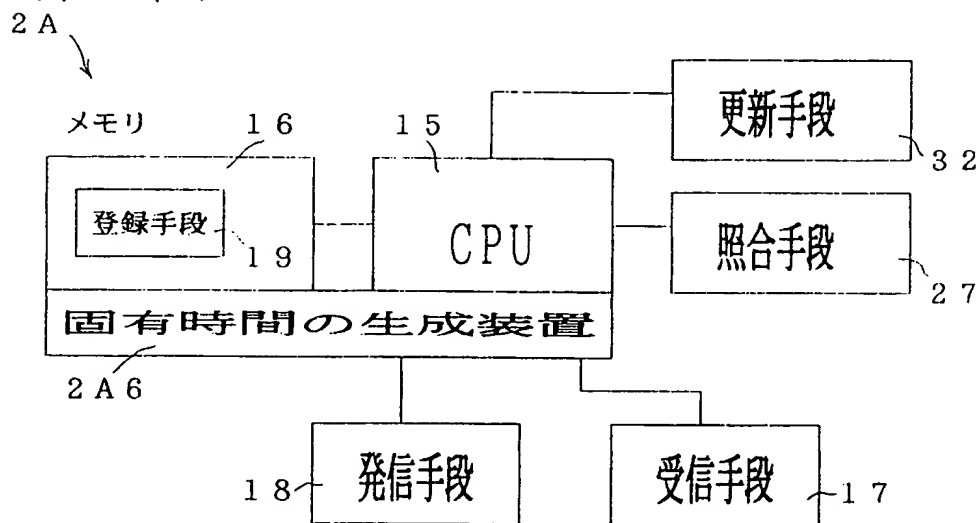 2A
メモリ
16
15
更新手段
32
登録手段
19
CPU
照合手段
27
固有時間の生成装置
2A6
発信手段
18
受信手段
17